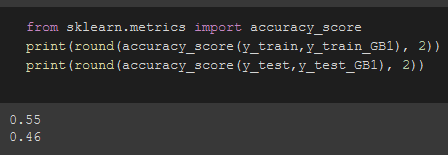 from sklearn.metrics import accuracy_score
print(round(accuracy_score(y_train,y_train_GB1), 2))
print(round(accuracy_score(y_test,y_test_GB1), 2))
0.55
0.46